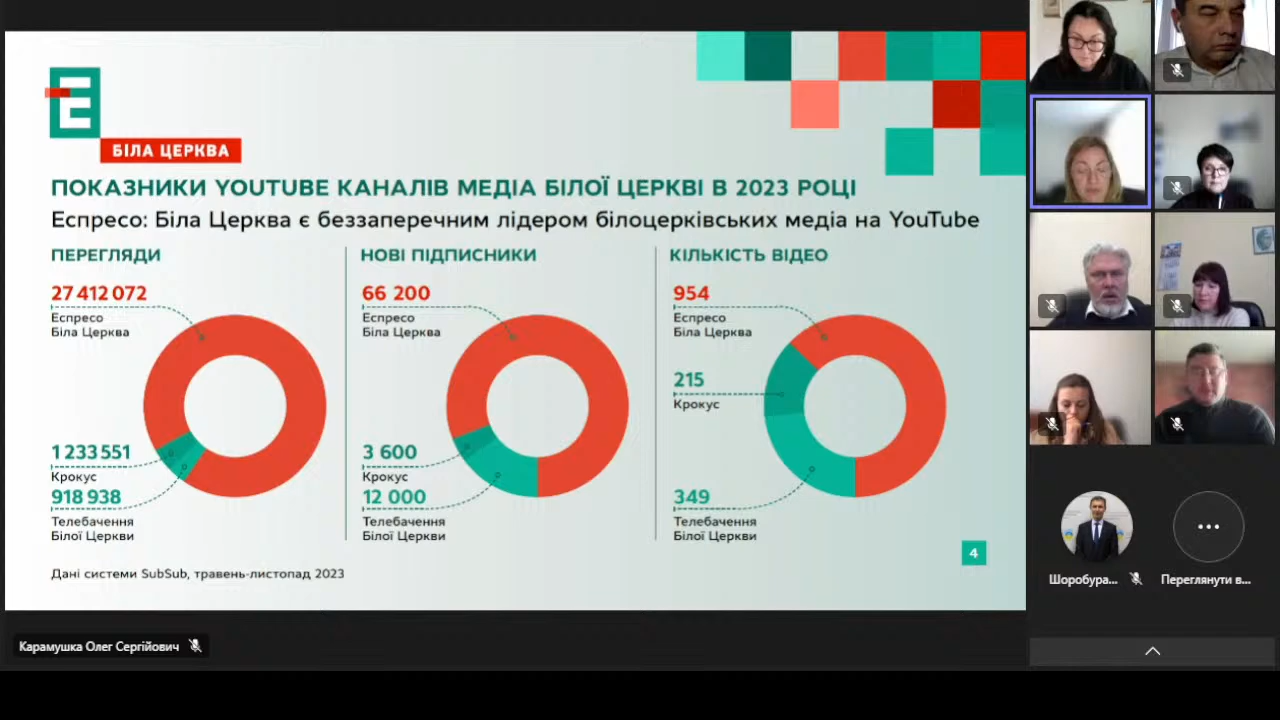 БІЛА ЦЕРКВА
ПОКАЗНИКИ YOUTUBE КАНАЛІВ МЕДІА БІЛОЇ ЦЕРКВІ В 2023 РОЦІ
Еспресо: Біла Церква є беззаперечним лідером білоцерківських медіа на YouTube
ПЕРЕГЛЯДИ
27 412 072
Еспресо
Біла Церква
1 233 551
Крокус
918 938
Телебачення
Білої Церкви
НОВІ ПІДПИСНИКИ
66 200
Еспресо
Біла Церква
3 600
Крокус
12 000
Телебачення
Білої Церкви
КІЛЬКІСТЬ ВІДЕО
954
Еспресо
Біла Церква
215
Крокус
349
Телебачення
Білої Церкви
Дані системи SubSub, травень-листопад 2023
4
Шоробура...
Переглянути в...
Карамушка Олег Сергійович